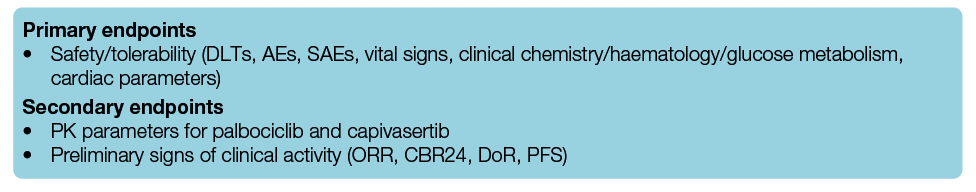 Primary endpoints
• Safety/tolerability (DLTs, AEs, SAEs, vital signs, clinical chemistry/haematology/glucose metabolism,
cardiac parameters)
Secondary endpoints
• PK parameters for palbociclib and capivasertib
• Preliminary signs of clinical activity (ORR, CBR24, DoR, PFS)